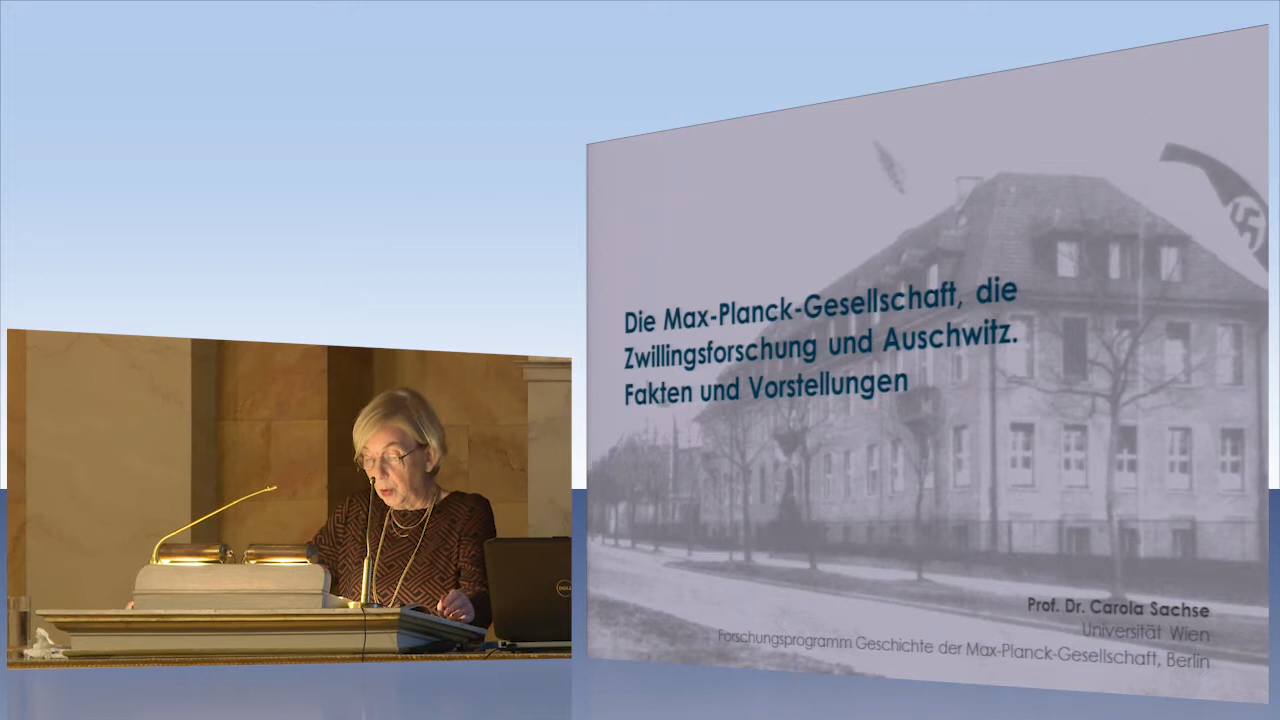 Die Max-Planck-Gesellschaft, die
Zwillingsforschung und Auschwitz.
Fakten und Vorstellungen
Prof. Dr. Carola Sachse
Universität Wien
Forschungsprogramm Geschichte der Max-Planck-Gesellschaft, Berlin
DELL